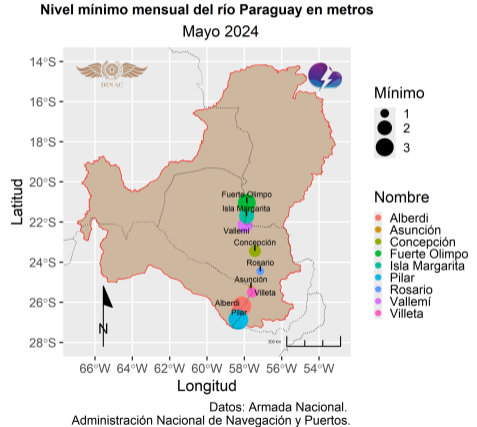 Nivel mínimo mensual del río Paraguay en metros
Mayo 2024
14°S
16°S
18°S
20°S
22°S
24°S
26°S
28°S
Latitud
DINAC
Fuerte Olimpo
Isla Margarita
Vallemí
Concepción
Rosario
Asunción
Villeta
Alberdi
Pilar
N
300 km
66°W
64°W
62°W
60°W
58°W
56°W
54°W
Longitud
Mínimo
1
2
3
Nombre
Alberdi
Asunción
Concepción
Fuerte Olimpo
Isla Margarita
Pilar
Rosario
Vallemí
Villeta
Datos: Armada Nacional.
Administración Nacional de Navegación y Puertos.